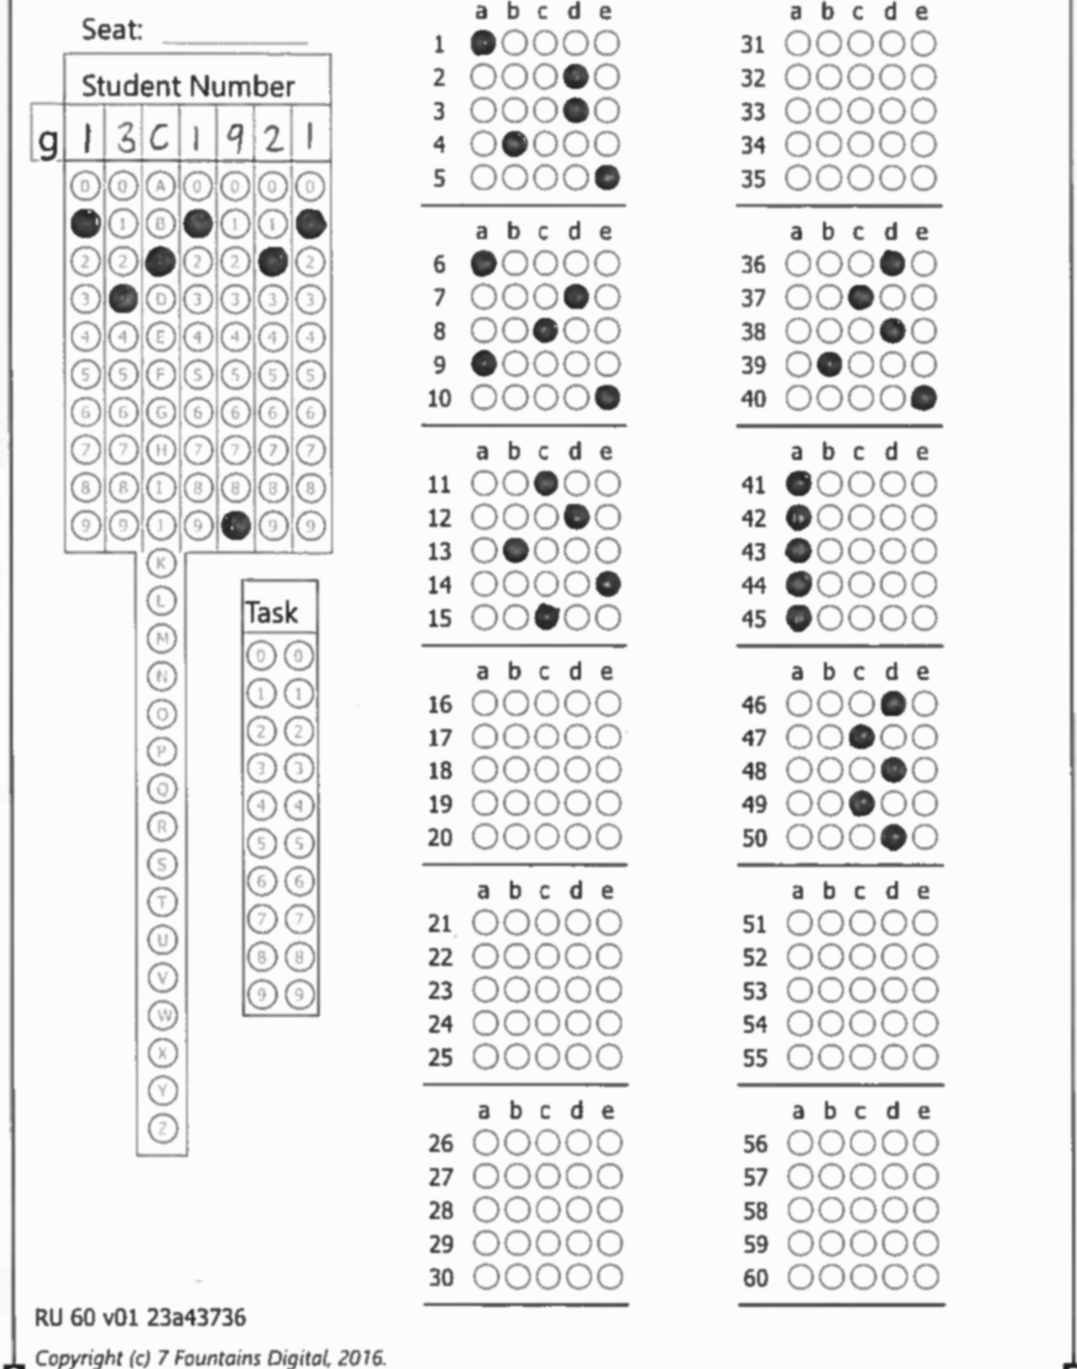 Seat:
Student Number
g 1 3 C 1 9 2 1
0 0 A 0 0 0 0
1 B 1 1
2 2 2 2 2
3 D 3 3 3 3
4 4 E 4 4 4 4
5 5 F 5 5 5 5
6 6 G 6 6 6 6
7 7 H 7 7 7 7
8 8 I 8 8 8 8
9 9 J 9 9 9
K
L
M
N
O
P
Q
R
S
T
U
V
W
X
Y
Z
Task
0 0
1 1
2 2
3 3
4 4
5 5
6 6
7 7
8 8
9 9
a b c d e
1
2
3
4
5
a b c d e
6
7
8
9
10
a b c d e
11
12
13
14
15
a b c d e
16
17
18
19
20
a b c d e
21
22
23
24
25
a b c d e
26
27
28
29
30
a b c d e
31
32
33
34
35
a b c d e
36
37
38
39
40
a b c d e
41
42
43
44
45
a b c d e
46
47
48
49
50
a b c d e
51
52
53
54
55
a b c d e
56
57
58
59
60
RU 60 v01 23a43736
Copyright (c) 7 Fountains Digital, 2016.